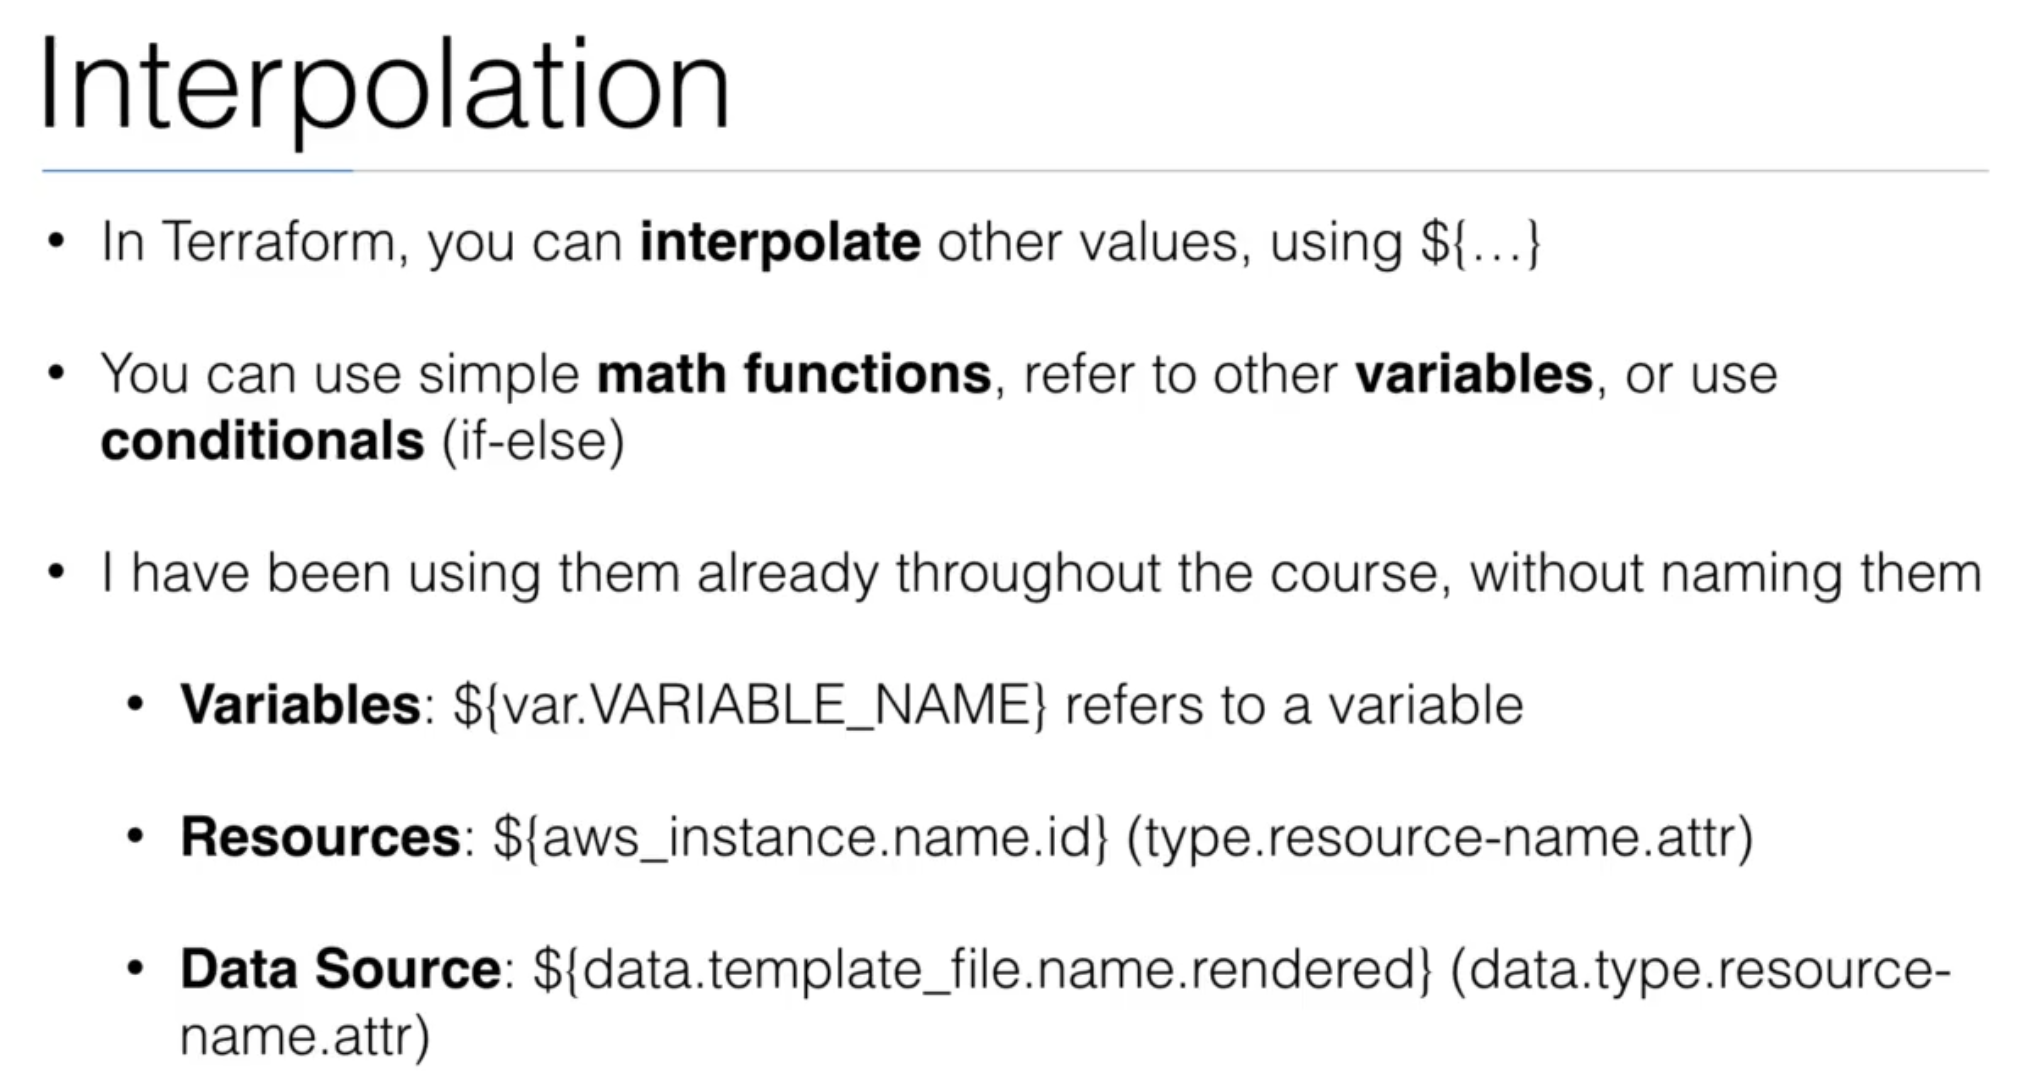 Interpolation
• In Terraform, you can interpolate other values, using ${...}
• You can use simple math functions, refer to other variables, or use
conditionals (if-else)
• I have been using them already throughout the course, without naming them
• Variables: ${var.VARIABLE_NAME} refers to a variable
• Resources: ${aws_instance.name.id} (type.resource-name.attr)
• Data Source: ${data.template_file.name.rendered} (data.type.resource-
name.attr)